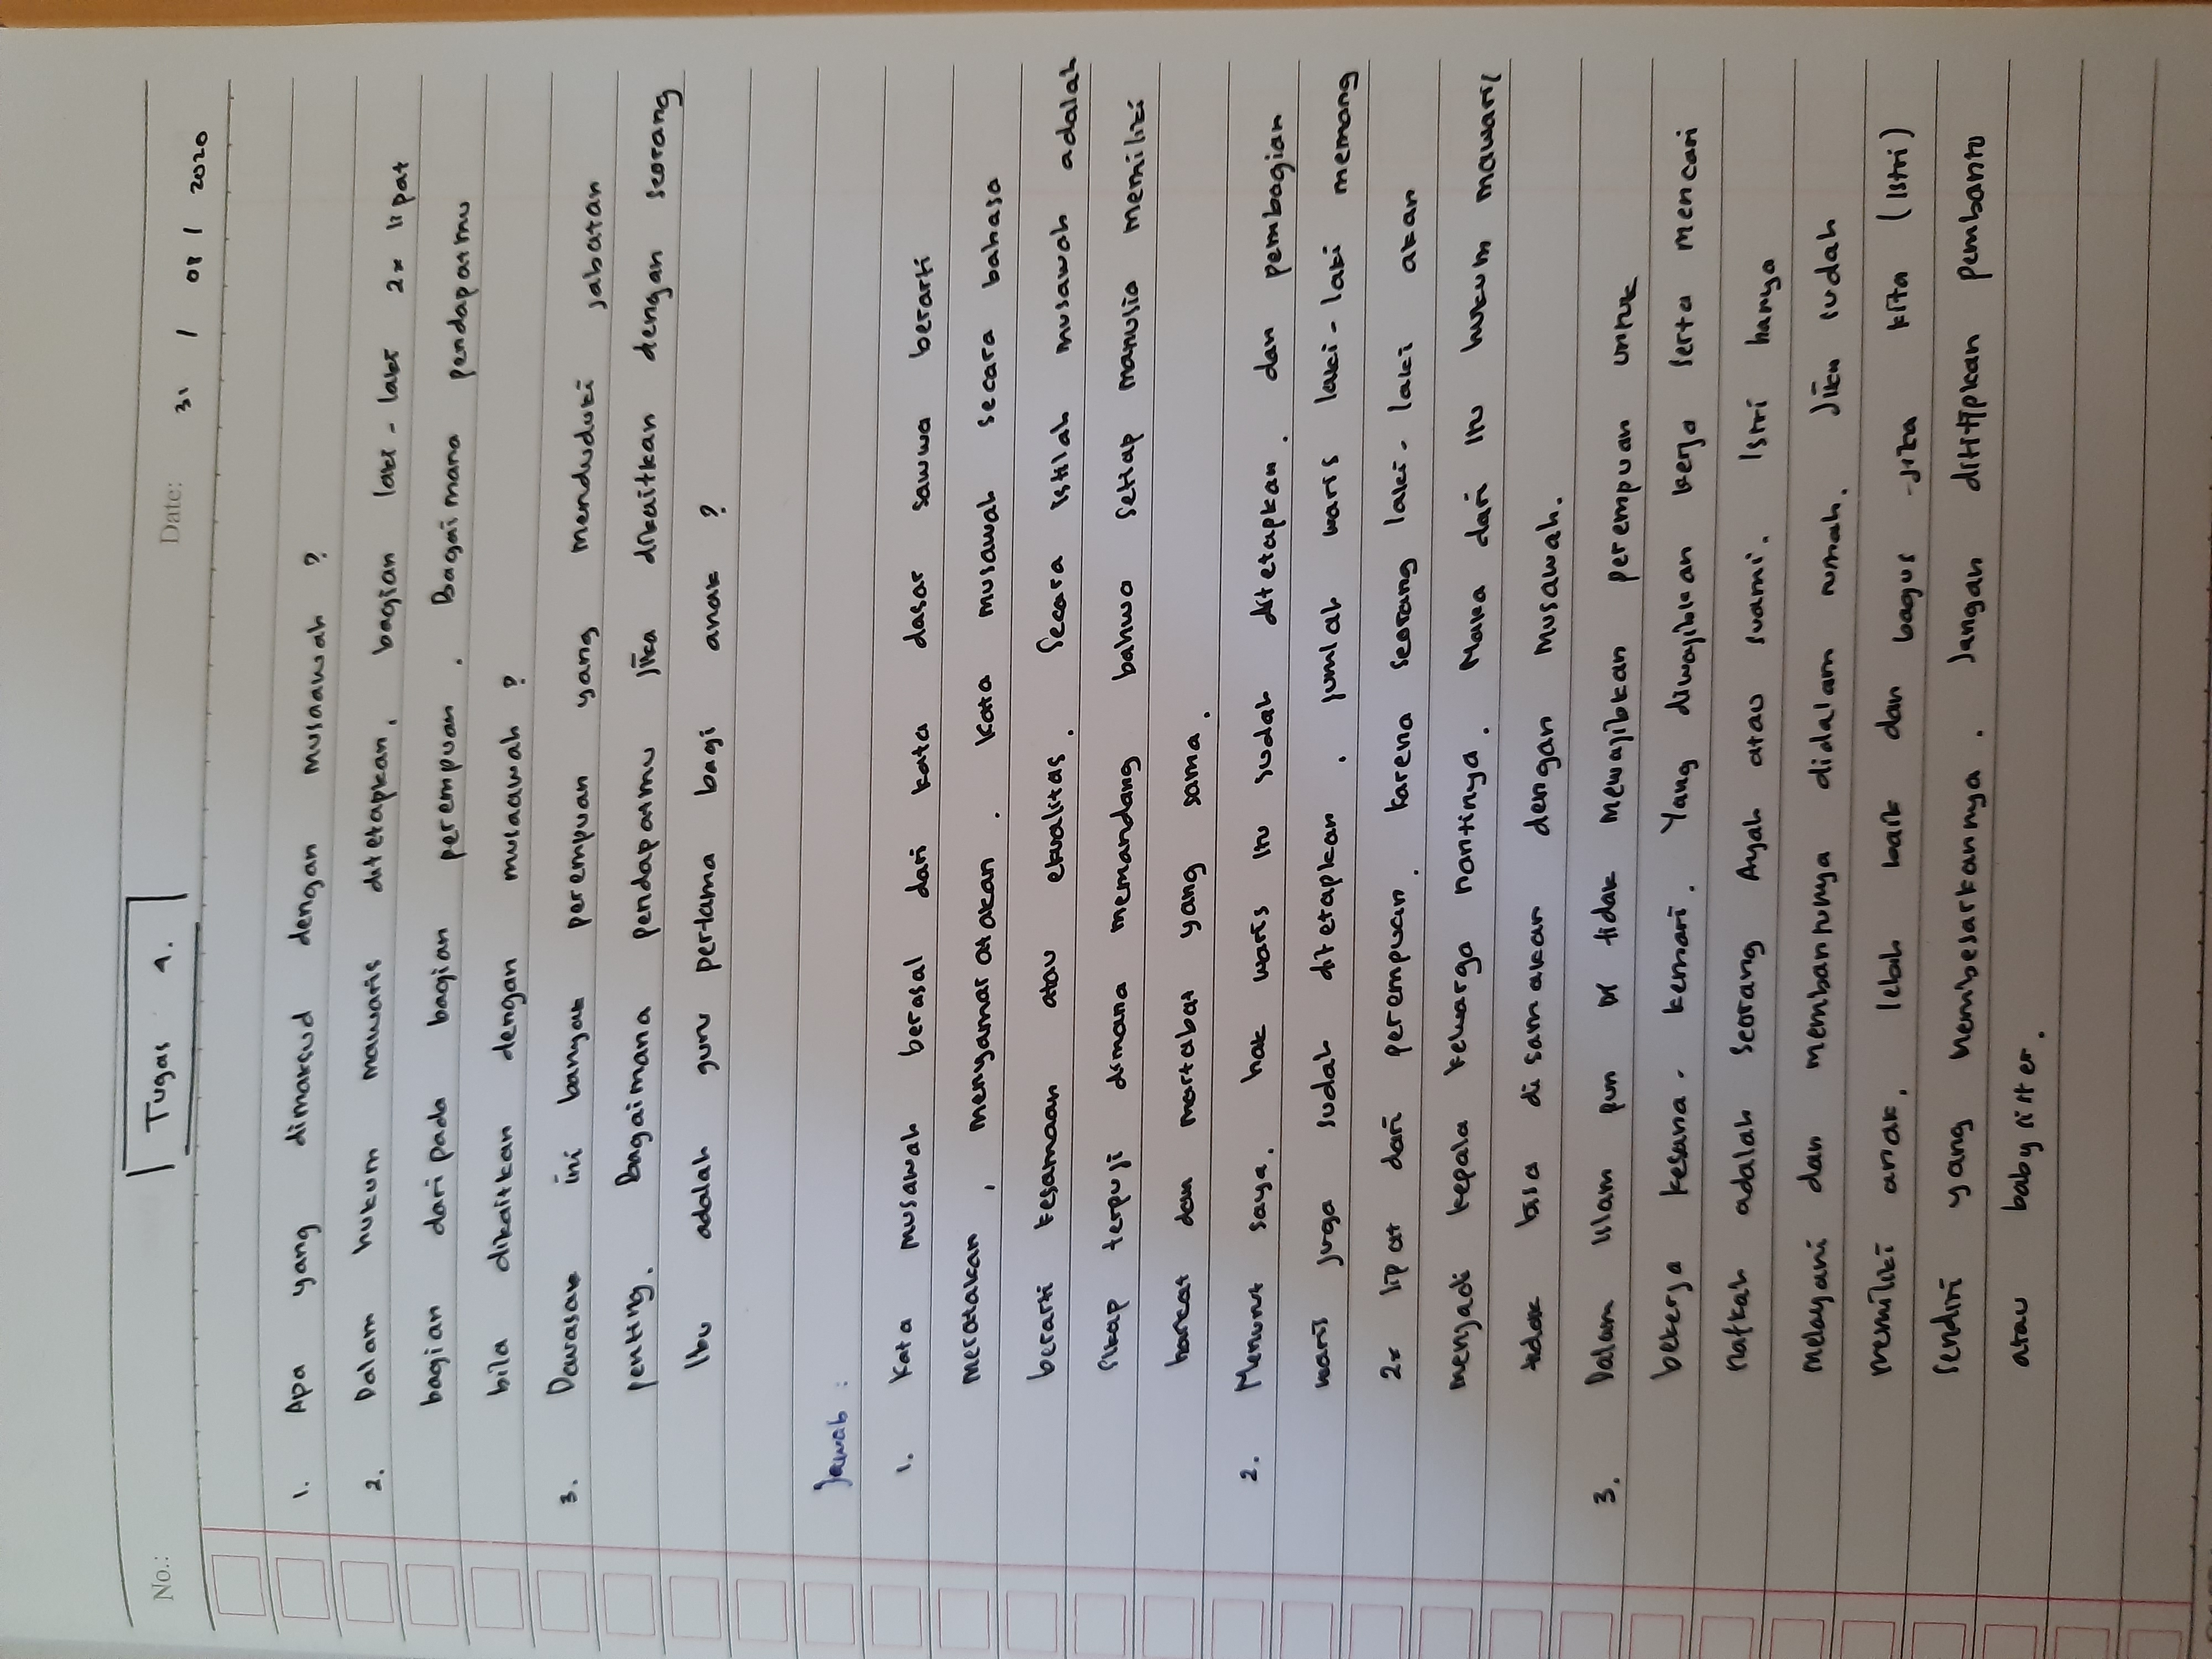 No.:
Tugas 1.
Date: 31 / 08 / 2020
1. Apa yang dimaksud dengan musaawah ?
2. Dalam hukum mawaris ditetapkan, bagian laki-laki 2x lipat
bagian daripada bagian perempuan. Bagaimana pendapatmu
bila dikaitkan dengan musaawah ?
3. Dewasan ini banyak perempuan yang menduduki jabatan
penting. Bagaimana pendapatmu jika dikaitkan dengan seorang
Ibu adalah guru pertama bagi anak ?
Jawab :
1. Kata musawah berasal dari kata dasar sawwa berarti
meratakan, menyamaratakan. Kata musawah secara bahasa
berarti kesamaan atau ekualitas. Secara istilah musawah adalah
sikap terpuji dimana memandang bahwa setiap manusia memiliki
harkat dan martabat yang sama.
2. Menurut saya, hak waris itu sudah ditetapkan, dan pembagian
waris juga sudah ditetapkan, jumlah waris laki-laki memang
2x lipat dari perempuan, karena seorang laki-laki akan
menjadi kepala keluarga nantinya. Maka dari itu hukum mawaris
tidak bisa disamakan dengan musawah.
3. Dalam Islam pun tidak mewajibkan perempuan untuk
bekerja kesana-kemari. Yang diwajibkan kerja serta mencari
nafkah adalah seorang Ayah atau suami. Istri hanya
melayani dan membantunya didalam rumah. Jika sudah
memiliki anak, lebih baik dan bagus jika kita (Istri)
sendiri yang membesarkannya. Jangan dititipkan pembantu
atau babysister.